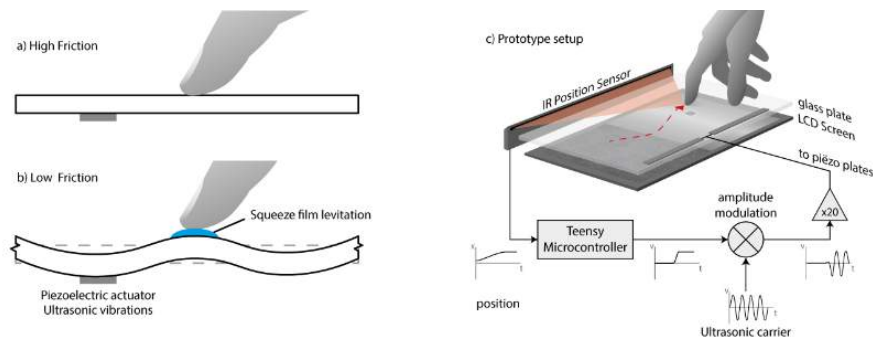 a) High Friction
b) Low Friction
Squeeze film levitation
Piezoelectric actuator
Ultrasonic vibrations
c) Prototype setup
IR Position Sensor
glass plate
LCD Screen
to piëzo plates
amplitude
modulation
x20
Teensy
Microcontroller
v
t
v
t
v
t
position
v
t
Ultrasonic carrier